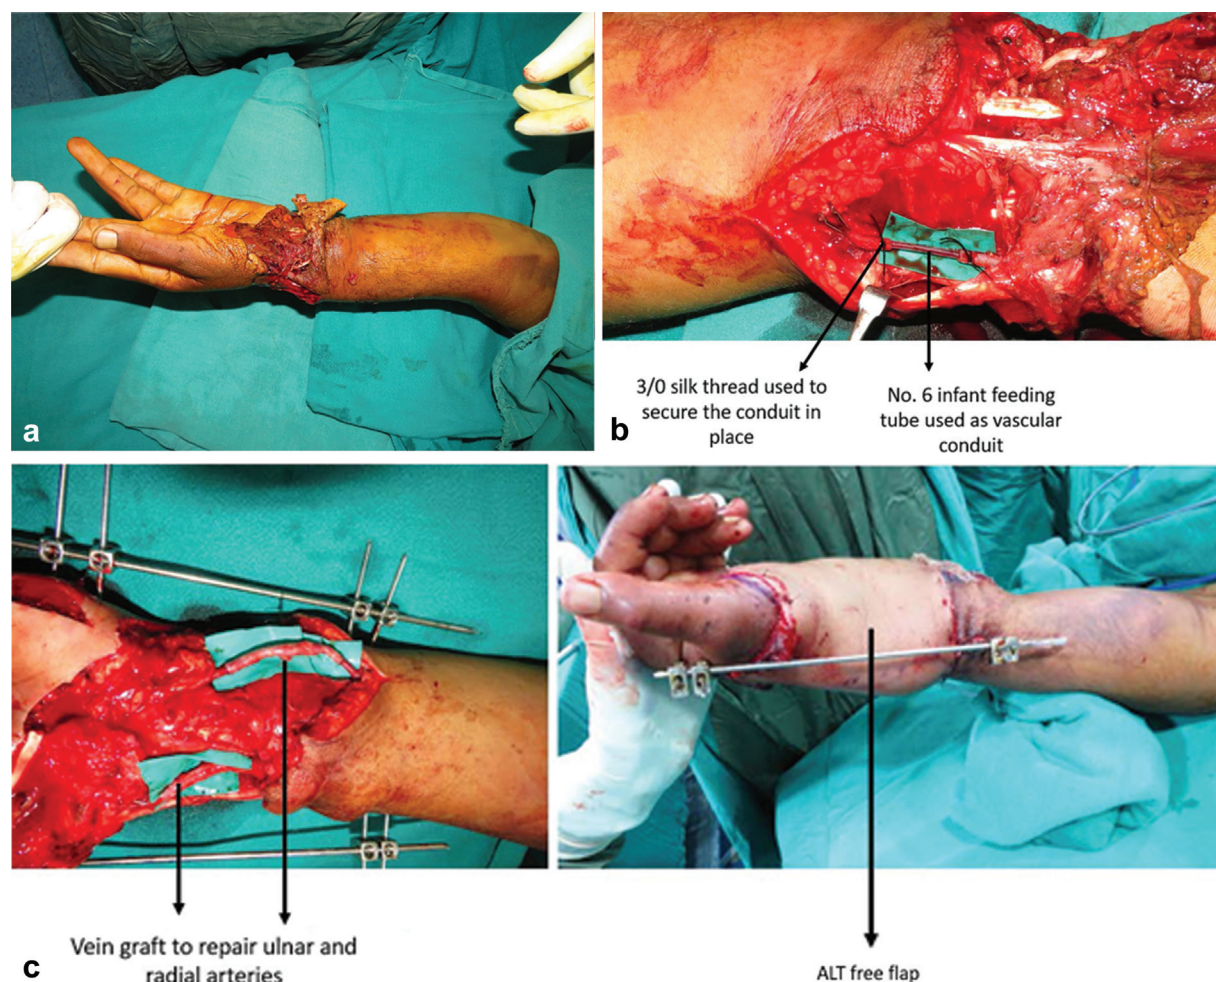 a
b
3/0 silk thread used to
secure the conduit in
place
No. 6 infant feeding
tube used as vascular
conduit
c
Vein graft to repair ulnar and
radial arteries
ALT free flap